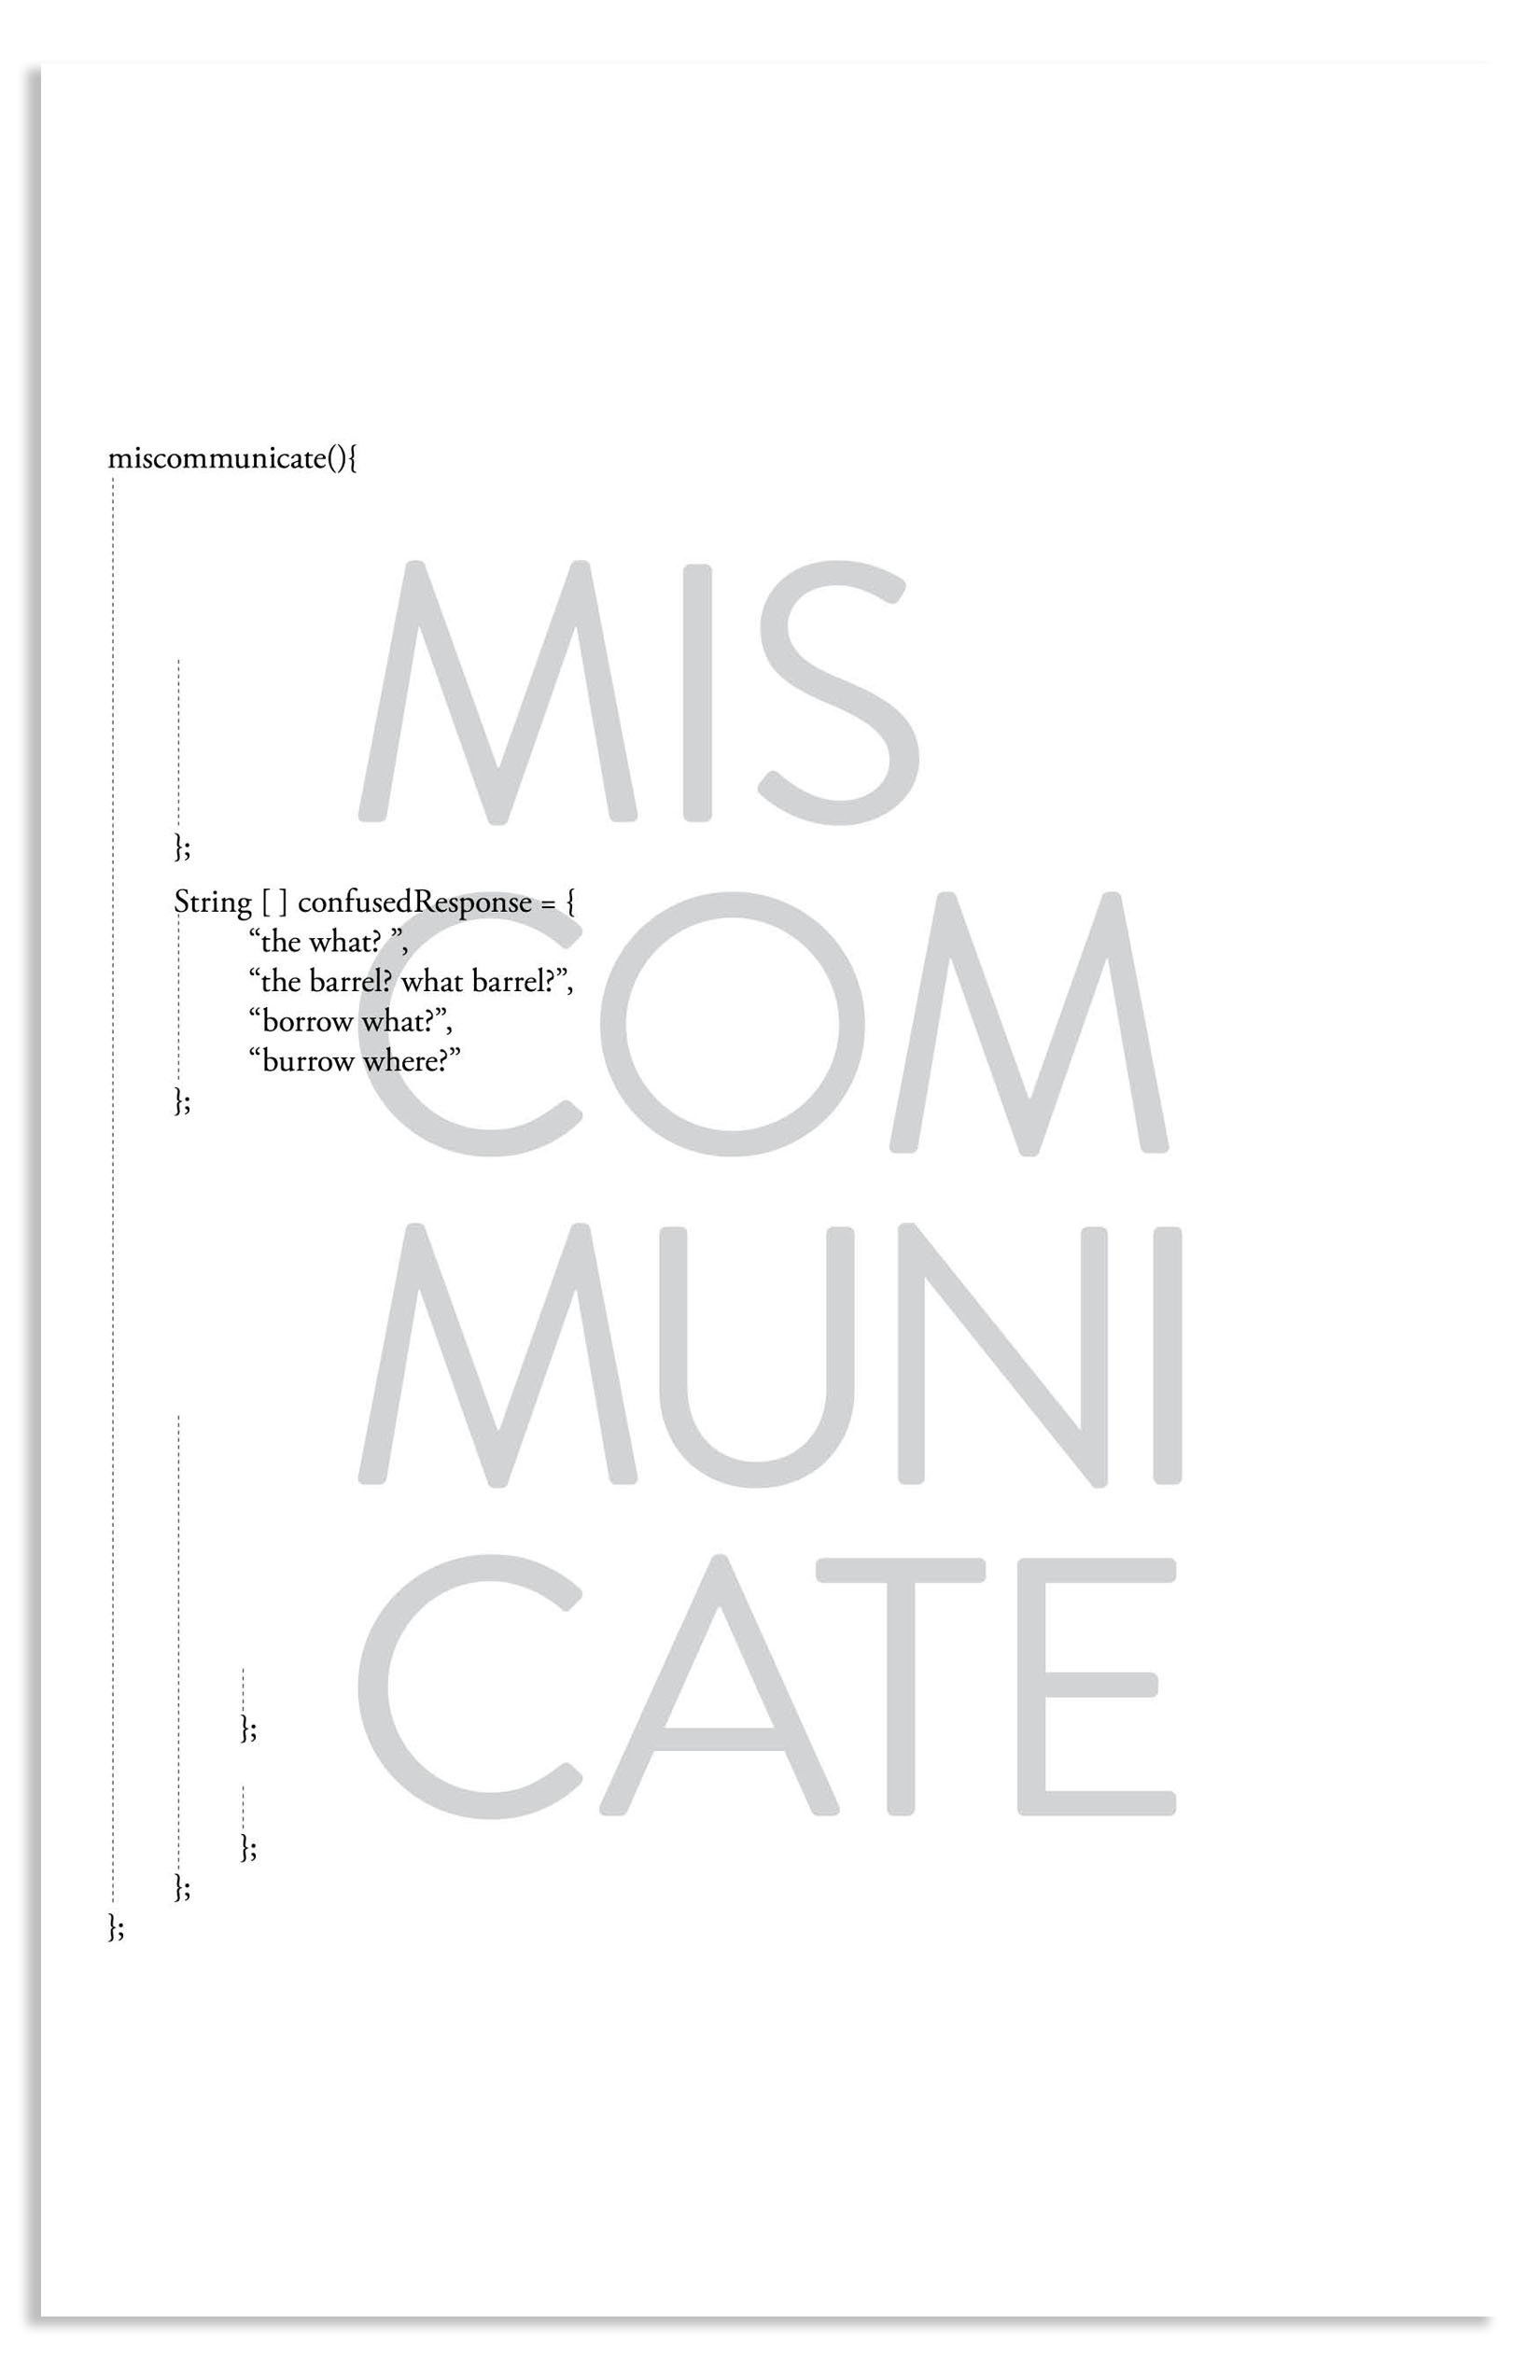 miscommunicate(){
MIS
};
String [ ] confusedResponse = {
“the what? ”,
“the barrel? what barrel?”,
“borrow what?”,
“burrow where?”
};
COM
MUNI
CATE
};
};
};
};